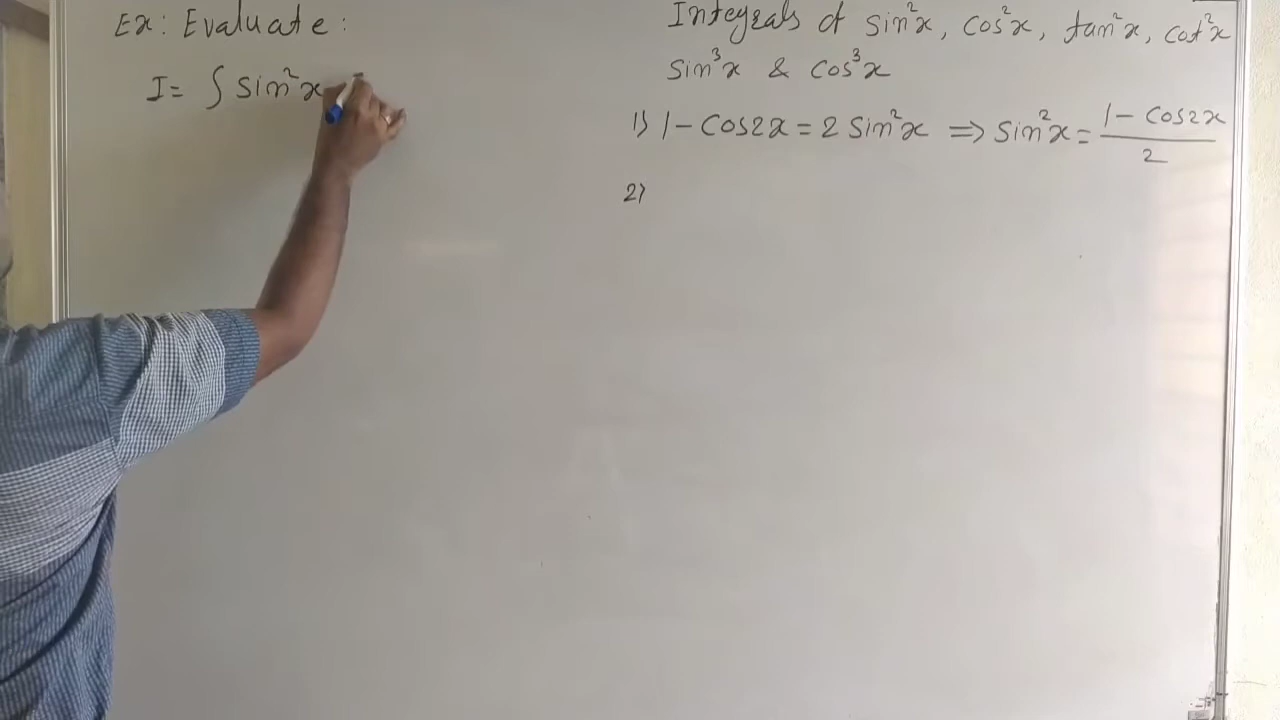 Ex: Evaluate:
I= ∫ sin²x
Integrals of sin²x, cos²x, tan²x, cot²x
sin³x & cos³x
1) 1 - cos2x = 2 sin²x ⇒ sin²x = (1 - cos2x)/2
2)